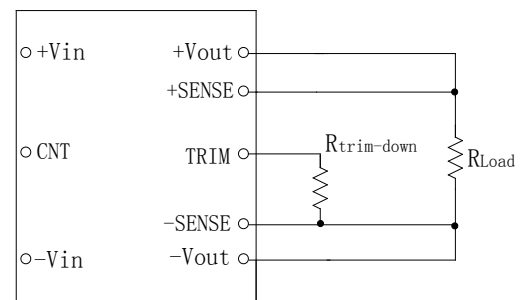 +Vin
+Vout
+SENSE
CNT
TRIM
Rtrim-down
RLoad
-SENSE
-Vin
-Vout